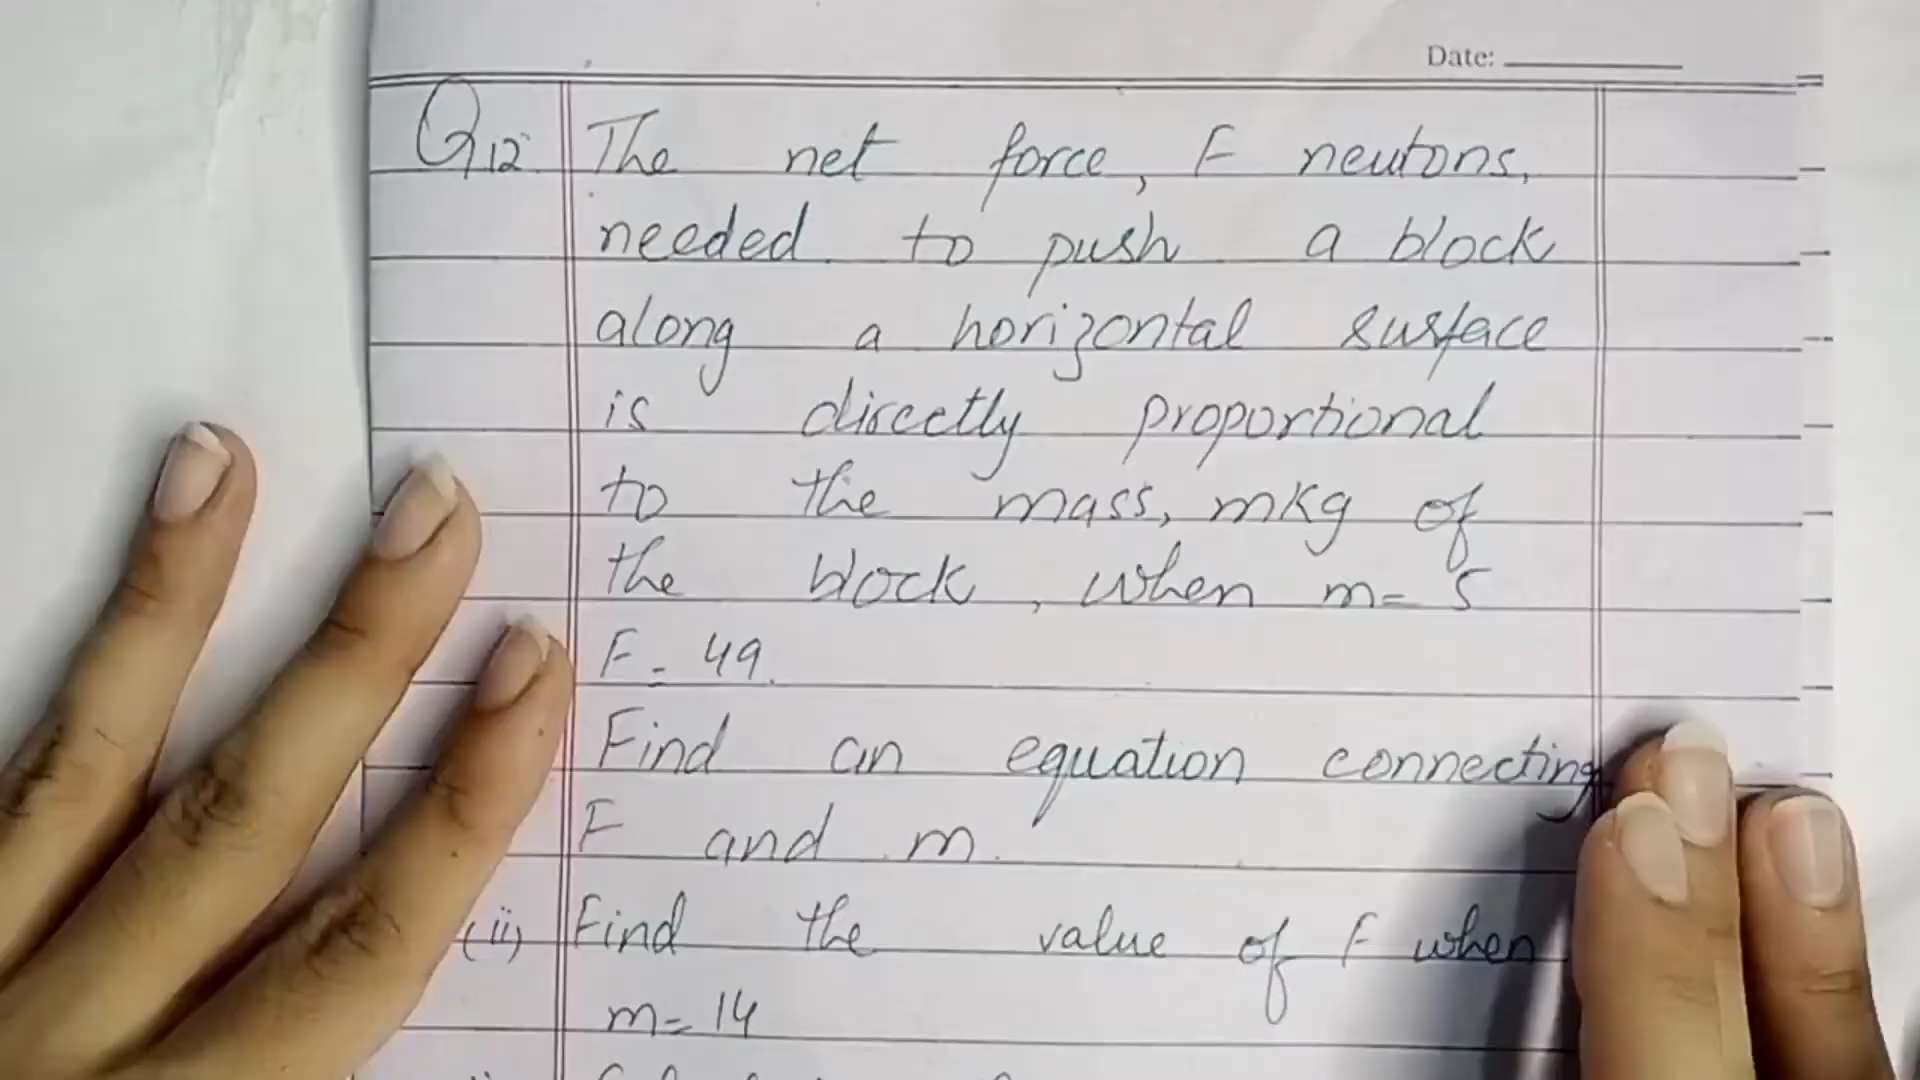 Date:
Q12. The net force, F neutons,
needed to push a block
along a horizontal surface
is directly proportional
to the mass, mkg of
the block, when m= 5
F = 49.
Find an equation connecting
F and m.
(ii) Find the value of F when
m= 14